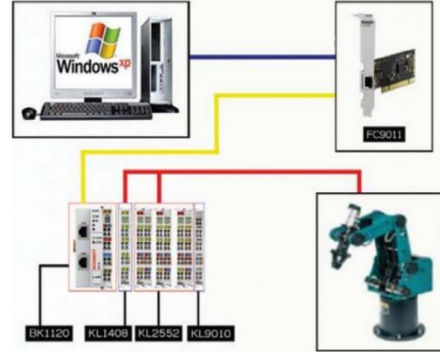 Microsoft
Windows xp
FC9011
BK1120
KL1408
KL2552
KL9010